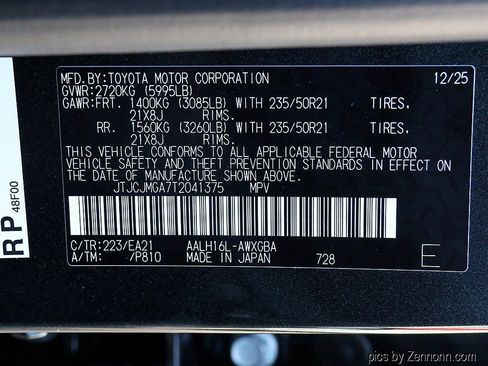 MFD.BY:TOYOTA MOTOR CORPORATION 12/25
GVWR:2720KG (5995LB)
GAWR:FRT. 1400KG (3085LB) WITH 235/50R21 TIRES.
21X8J RIMS.
RR. 1560KG (3260LB) WITH 235/50R21 TIRES.
21X8J RIMS.
THIS VEHICLE CONFORMS TO ALL APPLICABLE FEDERAL MOTOR
VEHICLE SAFETY AND THEFT PREVENTION STANDARDS IN EFFECT
ON THE DATE OF MANUFACTURE SHOWN ABOVE.
JTJCJMGA7T2041375 MPV
C/TR:223/EA21 AALH16L-AWXGBA
A/TM: /P810 MADE IN JAPAN 728 E
RP 48F00
pics by Zennonn.com